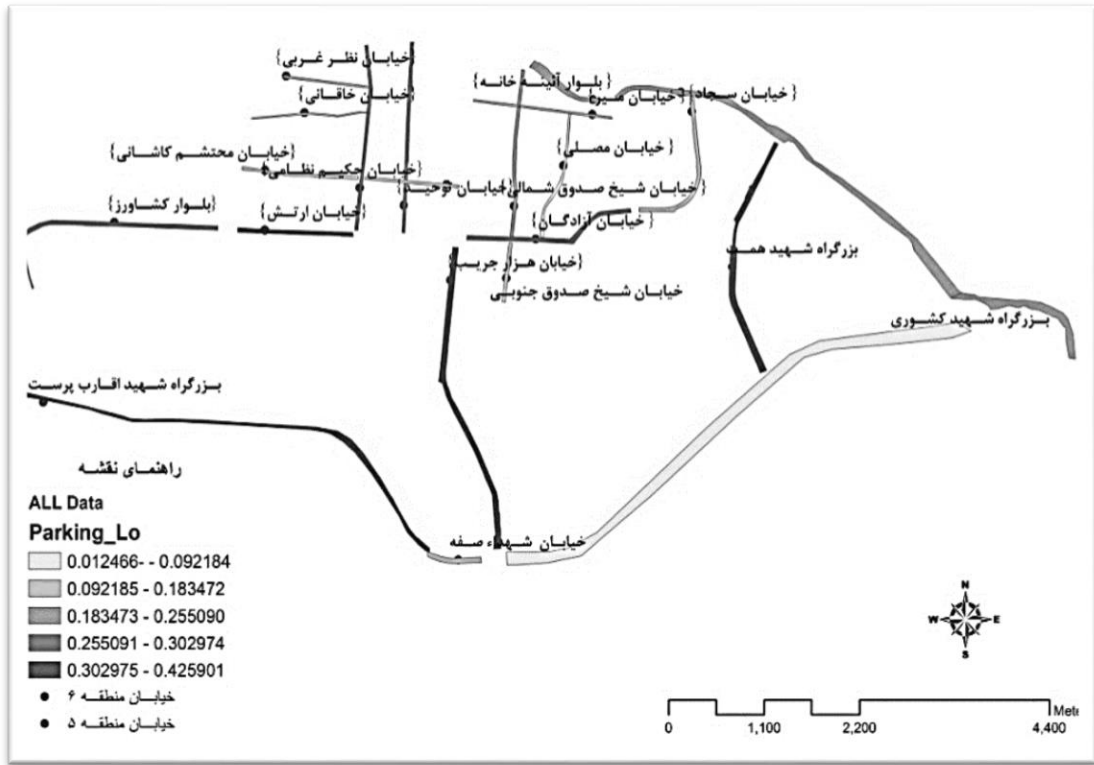 {خیابان نظر غربی}
{بلوار آئینه خانه}
{خیابان سجاد}
{خیابان میر}
{خیابان خاقانی}
{خیابان مصلی}
{خیابان محتشم کاشانی}
{خیابان حکیم نظامی}
{خیابان توحید}
{خیابان شیخ صدوق شمالی}
{بلوار کشاورز}
{خیابان ارتش}
{خیابان آزادگان}
بزرگراه شهید همت
{خیابان هزار جریب}
خیابان شیخ صدوق جنوبی
بزرگراه شهید کشوری
بزرگراه شهید اقارب پرست
راهنمای نقشه
خیابان شهداء صفه
ALL Data
Parking_Lo
0.012466- - 0.092184
0.092185 - 0.183472
0.183473 - 0.255090
0.255091 - 0.302974
0.302975 - 0.425901
خیابان منطقه ۶
خیابان منطقه ۵
N
W E
S
Mete
0 1,100 2,200 4,400